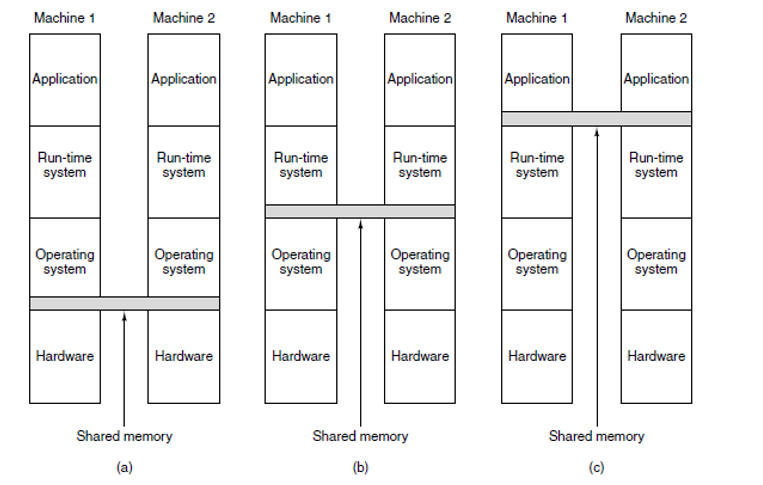 Machine 1 Machine 2 Machine 1 Machine 2 Machine 1 Machine 2
Application Application Application Application Application Application
Run-time Run-time Run-time Run-time Run-time Run-time
system system system system system system
Operating Operating Operating Operating Operating Operating
system system system system system system
Hardware Hardware Hardware Hardware Hardware Hardware
Shared memory Shared memory Shared memory
(a) (b) (c)